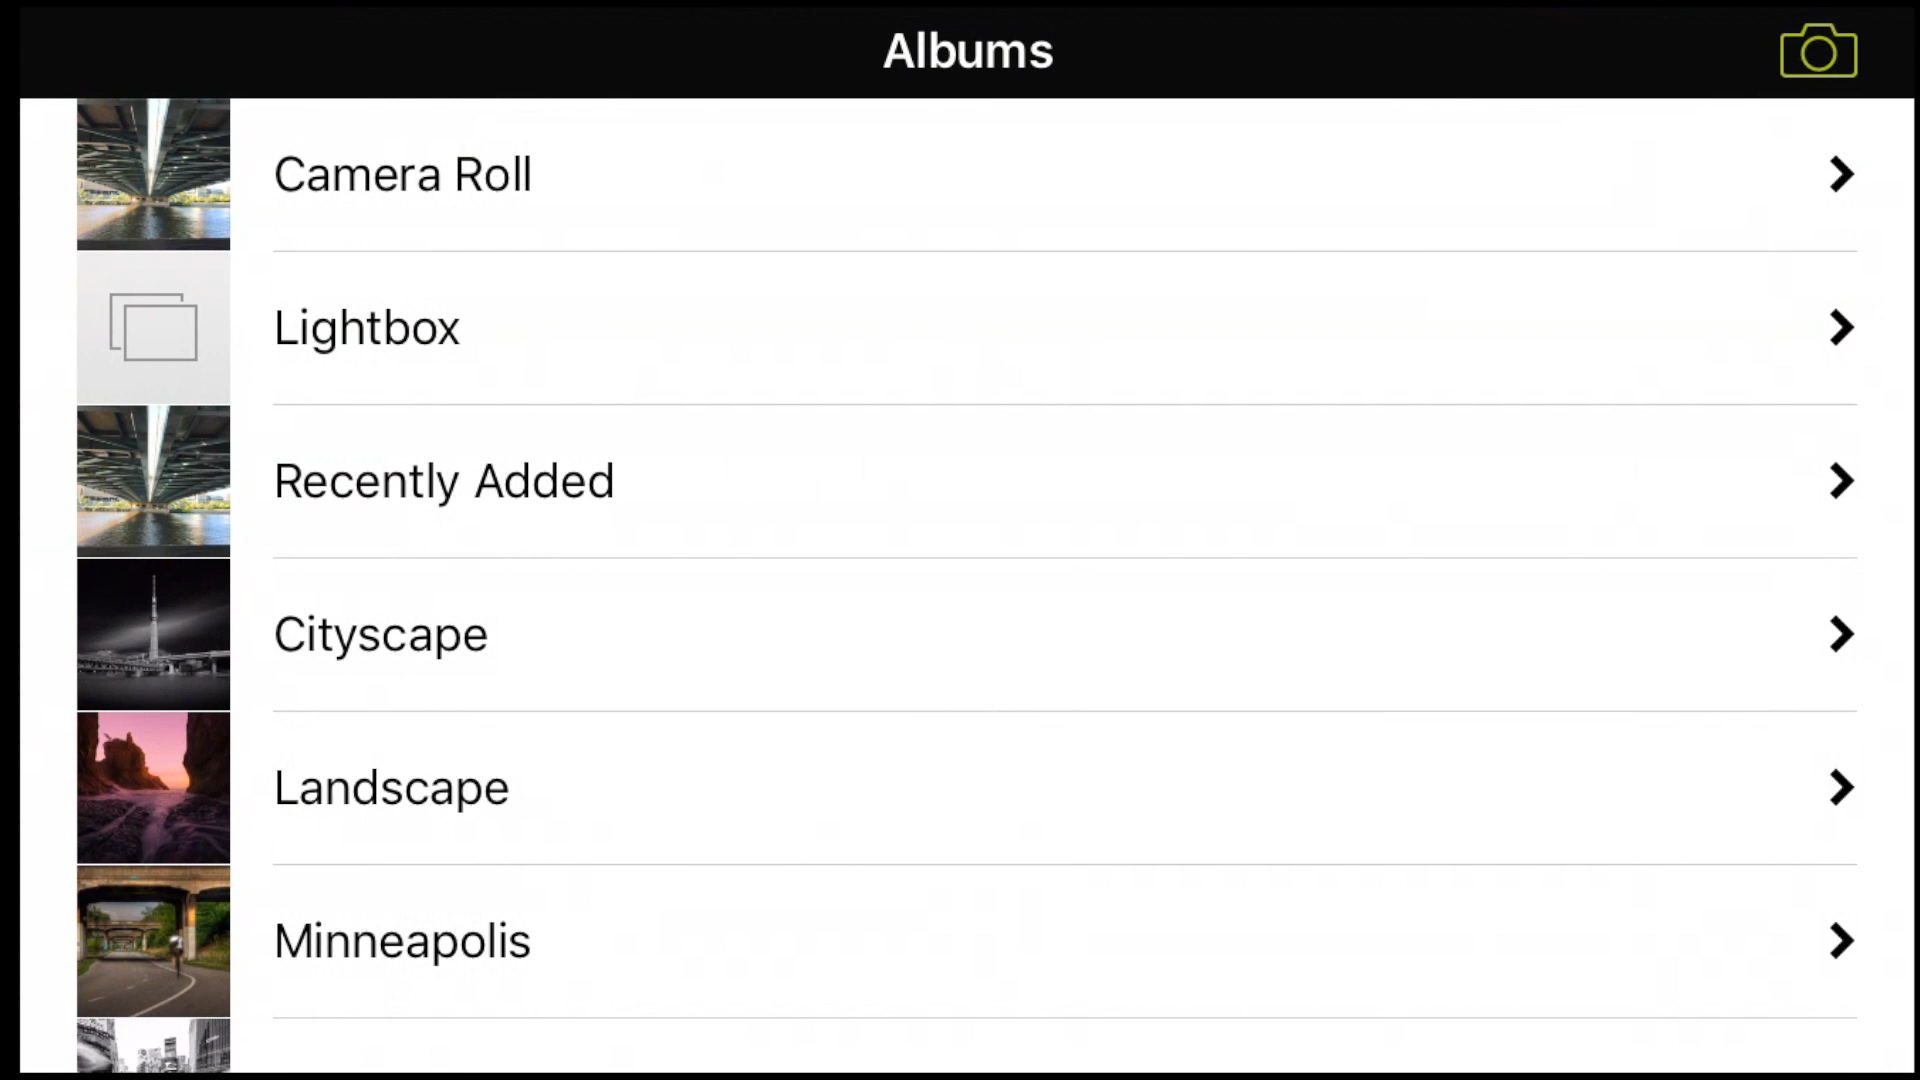 Albums
Camera Roll
Lightbox
Recently Added
Cityscape
Landscape
Minneapolis